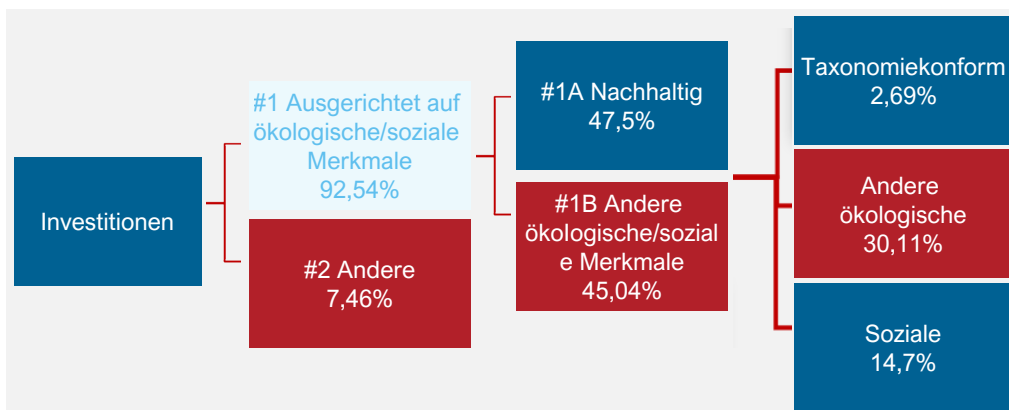 Investitionen
#1 Ausgerichtet auf
ökologische/soziale
Merkmale
92,54%
#2 Andere
7,46%
#1A Nachhaltig
47,5%
#1B Andere
ökologische/sozial
e Merkmale
45,04%
Taxonomiekonform
2,69%
Andere
ökologische
30,11%
Soziale
14,7%